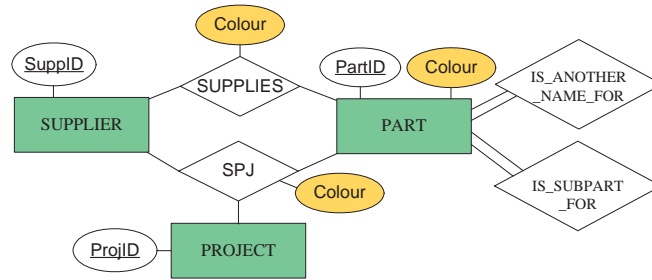 Colour
SuppID
SUPPLIES
PartID
Colour
IS_ANOTHER
_NAME_FOR
SUPPLIER
PART
SPJ
Colour
IS_SUBPART
_FOR
ProjID
PROJECT